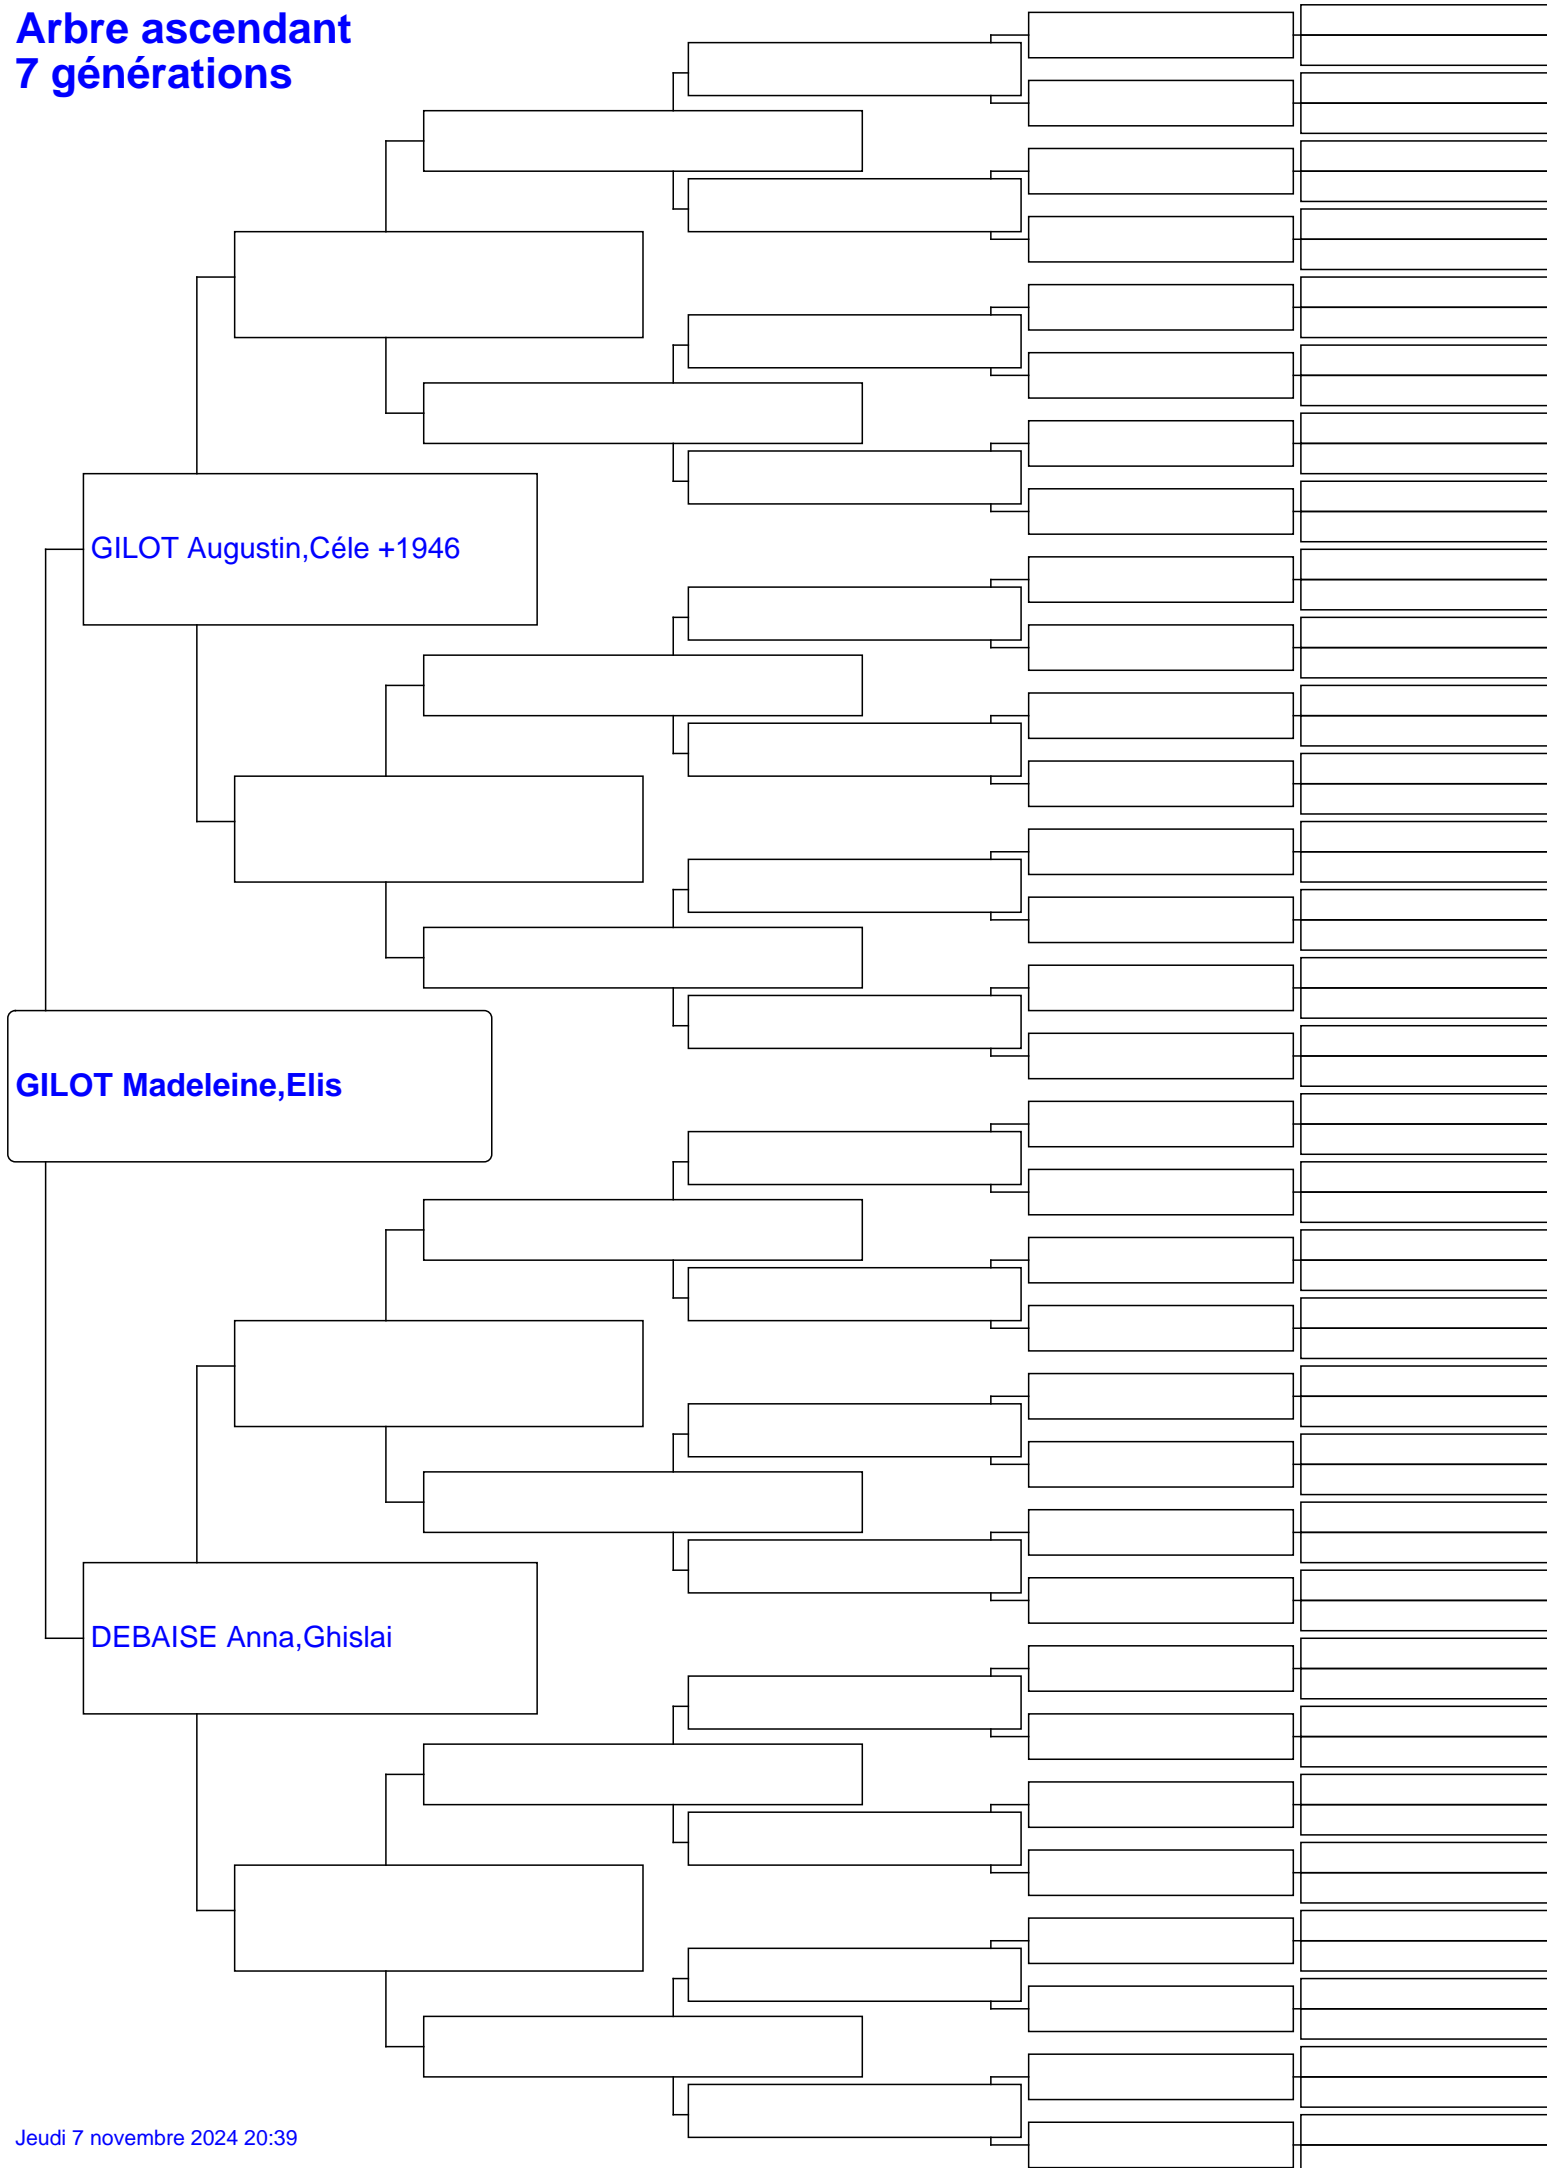 Arbre ascendant
7 générations
GILOT Augustin,Céle +1946
GILOT Madeleine,Elis
DEBAISE Anna,Ghislai
Jeudi 7 novembre 2024 20:39